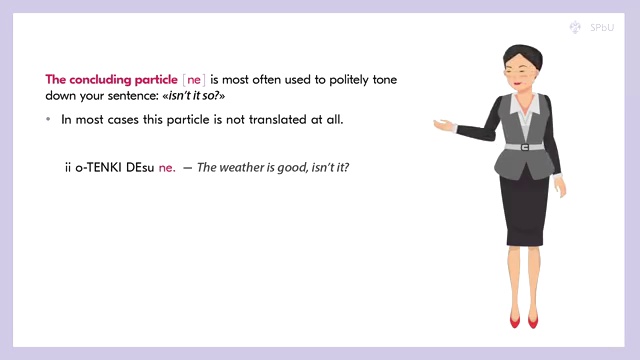 SPbU
The concluding particle [ne] is most often used to politely tone
down your sentence: «isn't it so?»
• In most cases this particle is not translated at all.
ii o-TENKI DEsu ne. — The weather is good, isn't it?